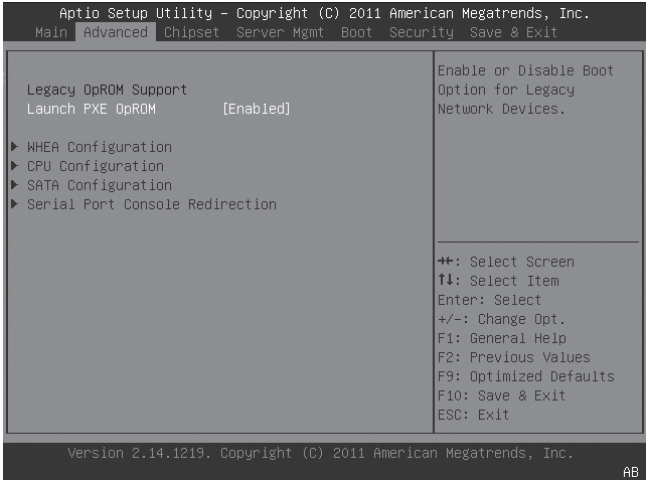 Aptio Setup Utility – Copyright (C) 2011 American Megatrends, Inc.
Main Advanced Chipset Server Mgmt Boot Security Save & Exit
Legacy OpROM Support
Launch PXE OpROM [Enabled]
▶ WHEA Configuration
▶ CPU Configuration
▶ SATA Configuration
▶ Serial Port Console Redirection
Enable or Disable Boot
Option for Legacy
Network Devices.
→←: Select Screen
↑↓: Select Item
Enter: Select
+/-: Change Opt.
F1: General Help
F2: Previous Values
F9: Optimized Defaults
F10: Save & Exit
ESC: Exit
Version 2.14.1219. Copyright (C) 2011 American Megatrends, Inc.
AB